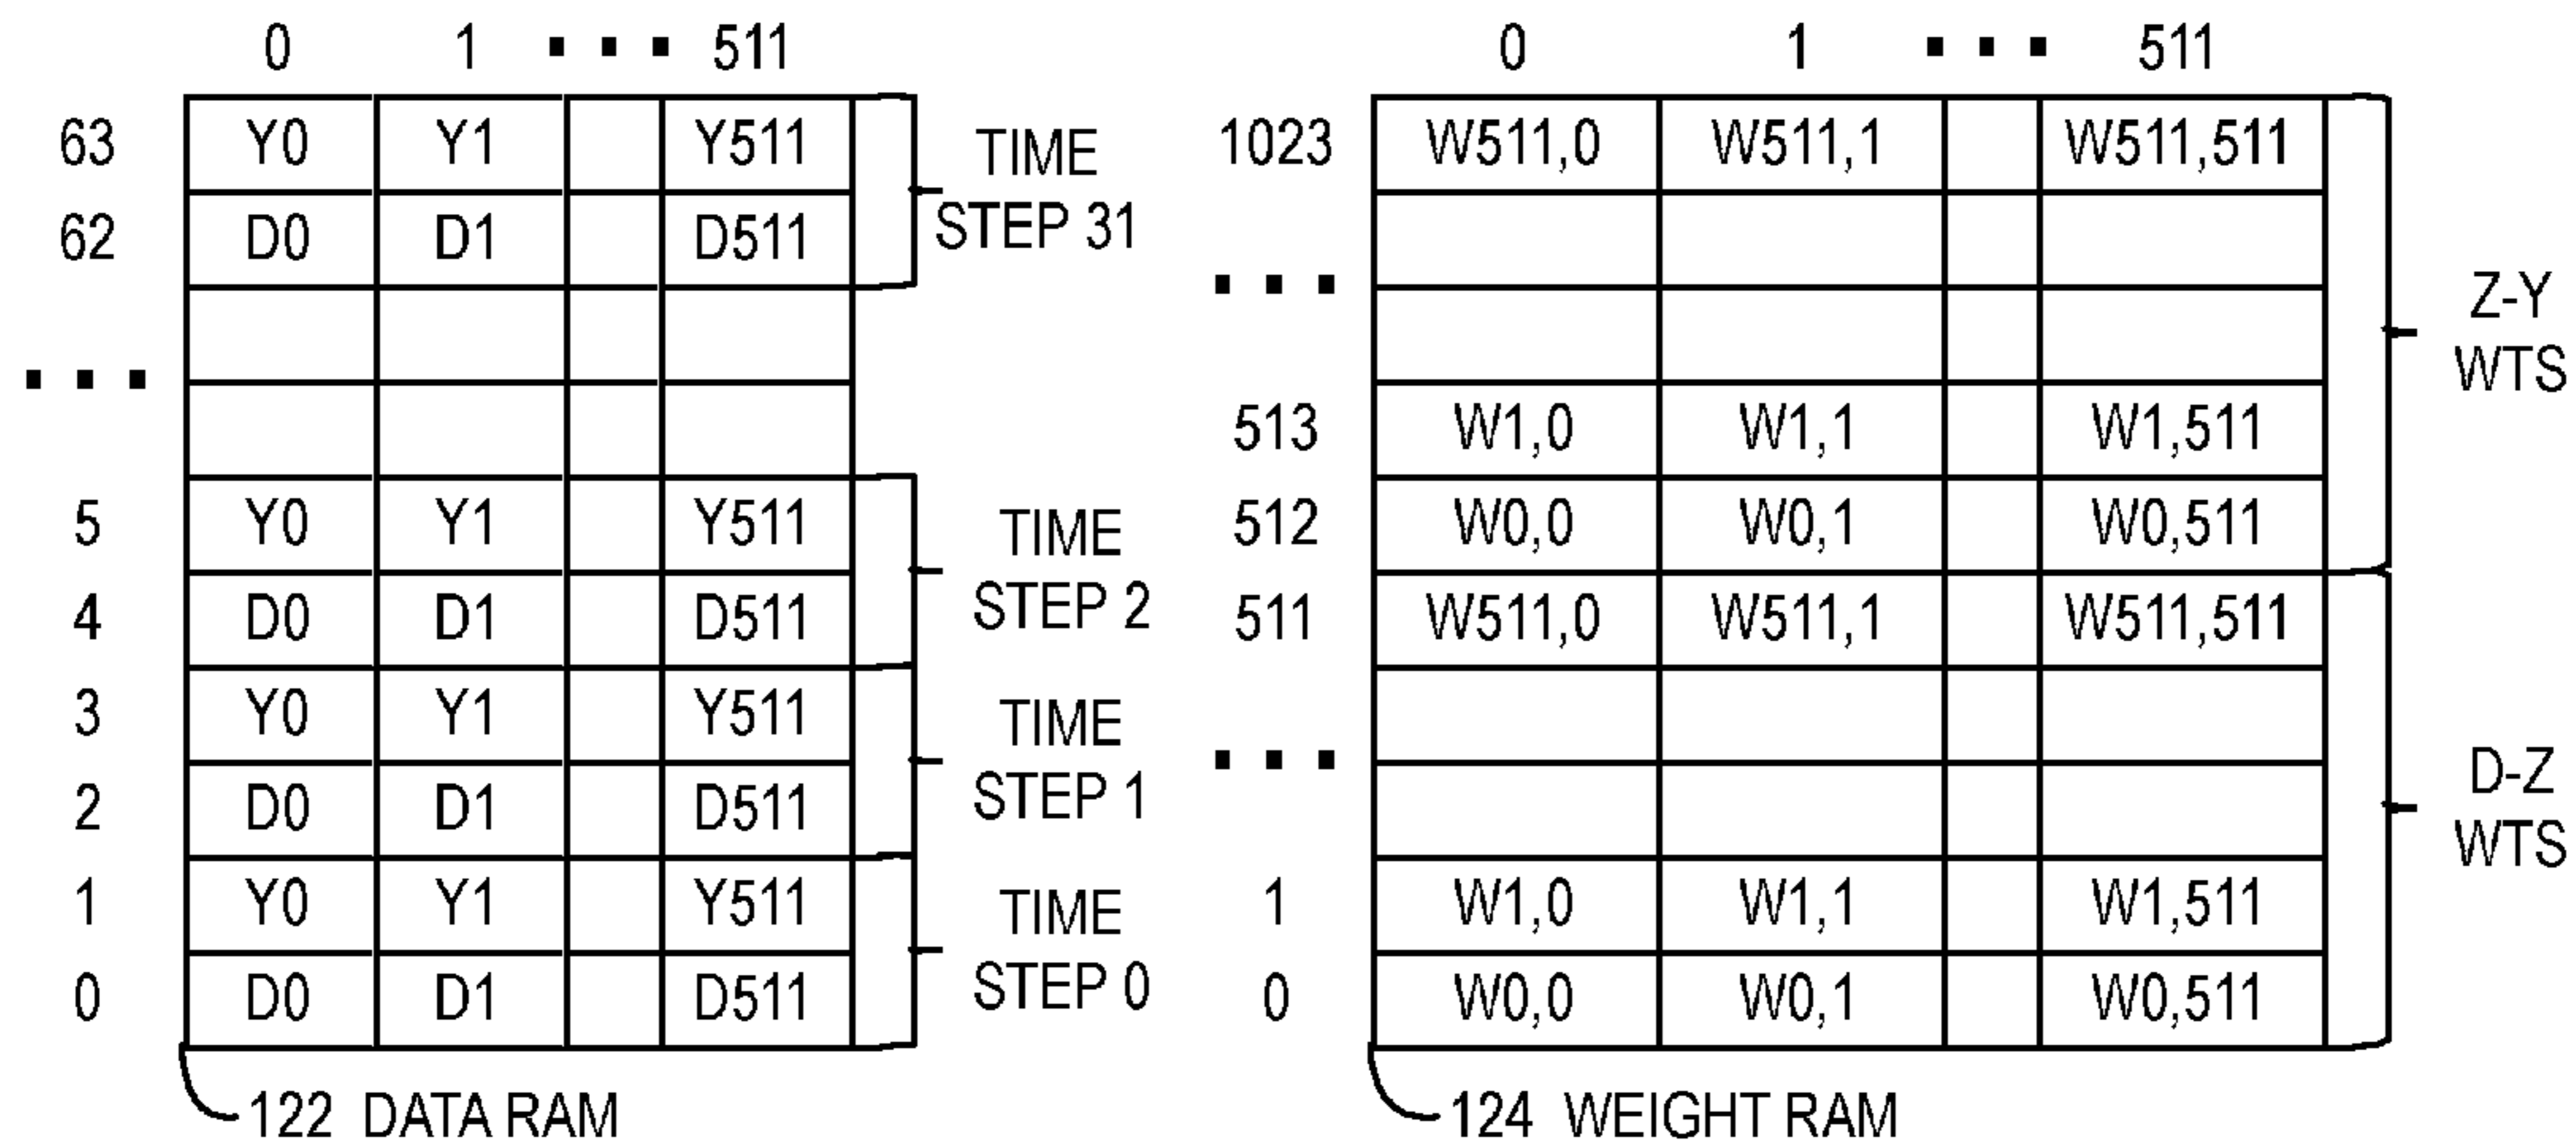 0 1 ... 511
63 Y0 Y1 Y511
62 D0 D1 D511
TIME
STEP 31
...
5 Y0 Y1 Y511
4 D0 D1 D511
TIME
STEP 2
3 Y0 Y1 Y511
2 D0 D1 D511
TIME
STEP 1
1 Y0 Y1 Y511
0 D0 D1 D511
TIME
STEP 0
122 DATA RAM
0 1 ... 511
1023 W511,0 W511,1 W511,511
...
513 W1,0 W1,1 W1,511
512 W0,0 W0,1 W0,511
Z-Y
WTS
511 W511,0 W511,1 W511,511
...
1 W1,0 W1,1 W1,511
0 W0,0 W0,1 W0,511
D-Z
WTS
124 WEIGHT RAM